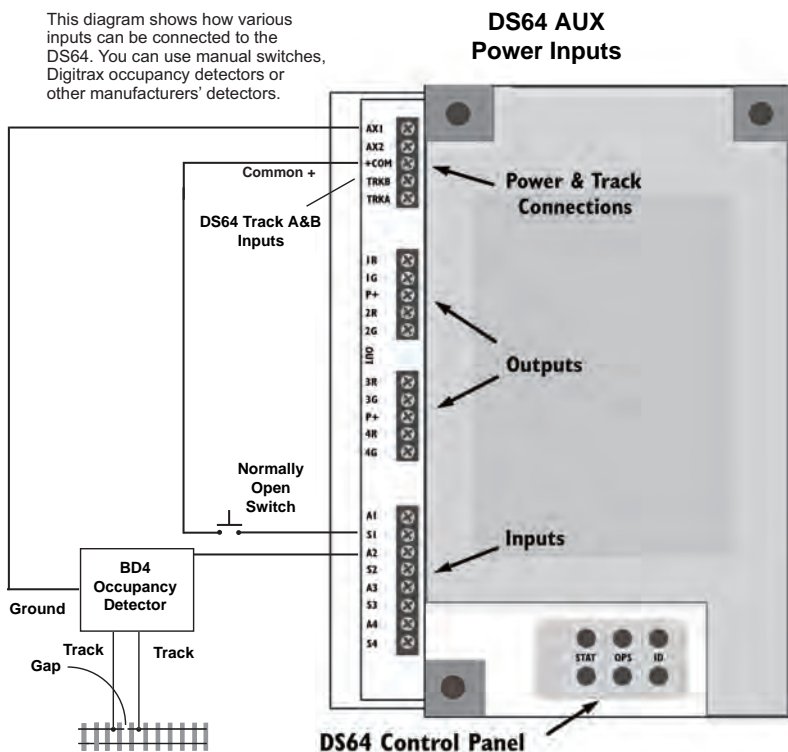 This diagram shows how various
inputs can be connected to the
DS64. You can use manual switches,
Digitrax occupancy detectors or
other manufacturers' detectors.
DS64 AUX
Power Inputs
AX1
AX2
+COM
TRKB
TRKA
Common +
DS64 Track A&B
Inputs
Power & Track
Connections
1R
1G
P+
2R
2G
OUT
3R
3G
P+
4R
4G
Outputs
Normally
Open
Switch
A1
S1
A2
S2
A3
S3
A4
S4
Inputs
BD4
Occupancy
Detector
Ground
Track
Track
Gap
STAT
OPS
ID
DS64 Control Panel